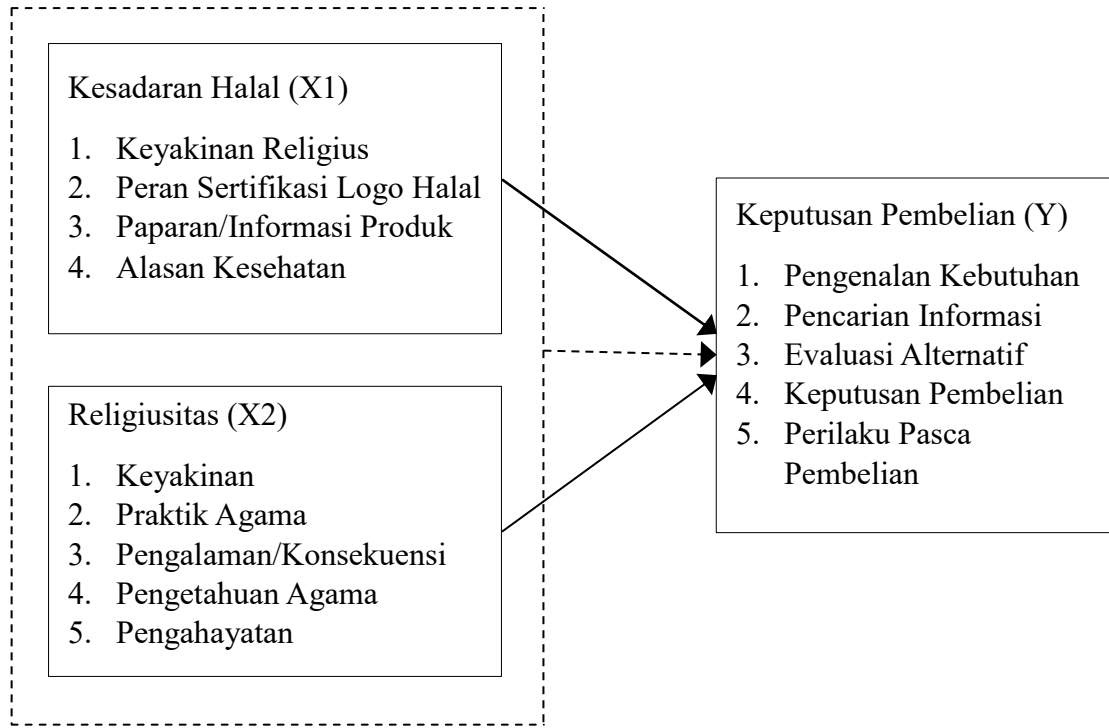 Kesadaran Halal (X1)
1. Keyakinan Religius
2. Peran Sertifikasi Logo Halal
3. Paparan/Informasi Produk
4. Alasan Kesehatan
Religiusitas (X2)
1. Keyakinan
2. Praktik Agama
3. Pengalaman/Konsekuensi
4. Pengetahuan Agama
5. Pengahayatan
Keputusan Pembelian (Y)
1. Pengenalan Kebutuhan
2. Pencarian Informasi
3. Evaluasi Alternatif
4. Keputusan Pembelian
5. Perilaku Pasca
Pembelian